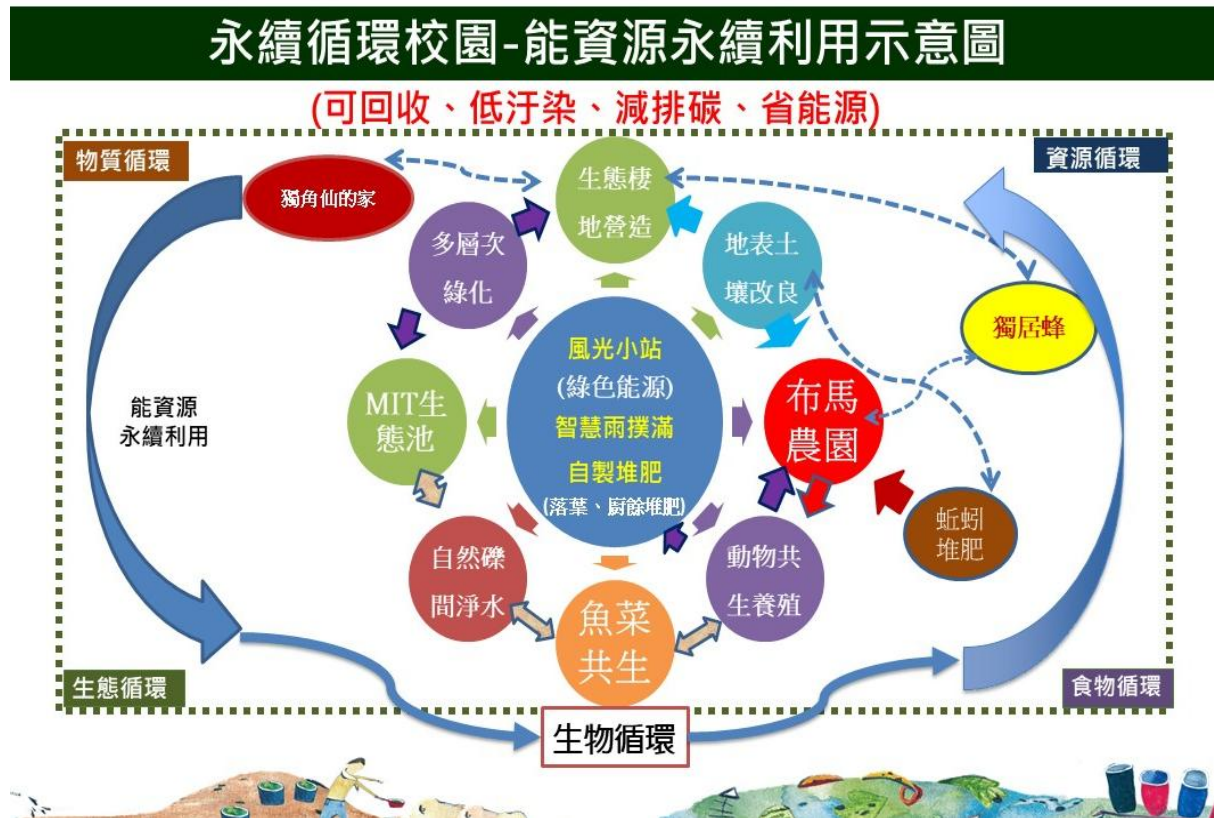 永續循環校園-能資源永續利用示意圖
(可回收、低汙染、減排碳、省能源)
物質循環
資源循環
獨角仙的家
生態棲
地營造
多層次
綠化
地表土
壤改良
獨居蜂
風光小站
(綠色能源)
智慧雨撲滿
自製堆肥
(落葉、廚餘堆肥)
MIT生
態池
布馬
農園
能資源
永續利用
蚯蚓
堆肥
自然礫
間淨水
動物共
生養殖
魚菜
共生
生態循環
食物循環
生物循環